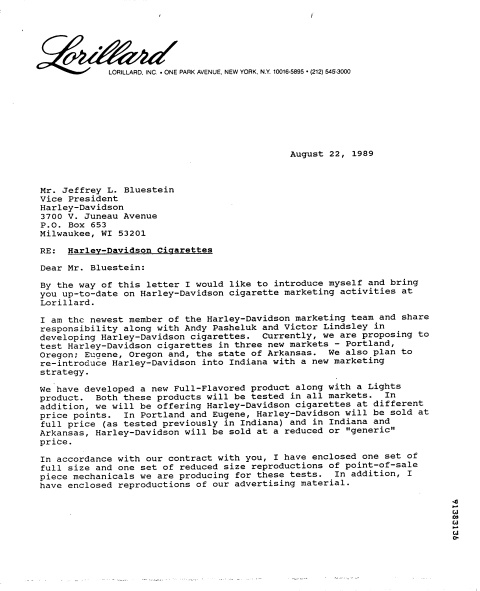 Lorillard
LORILLARD, INC. • ONE PARK AVENUE, NEW YORK, N.Y. 10016-5895 • (212) 545-3000
August 22, 1989
Mr. Jeffrey L. Bluestein
Vice President
Harley-Davidson
3700 V. Juneau Avenue
P.O. Box 653
Milwaukee, WI 53201
RE: Harley-Davidson Cigarettes
Dear Mr. Bluestein:
By the way of this letter I would like to introduce myself and bring
you up-to-date on Harley-Davidson cigarette marketing activities at
Lorillard.
I am the newest member of the Harley-Davidson marketing team and share
responsibility along with Andy Pasheluk and Victor Lindsley in
developing Harley-Davidson cigarettes. Currently, we are proposing to
test Harley-Davidson cigarettes in three new markets - Portland,
Oregon; Eugene, Oregon and, the state of Arkansas. We also plan to
re-introduce Harley-Davidson into Indiana with a new marketing
strategy.
We have developed a new Full-Flavored product along with a Lights
product. Both these products will be tested in all markets. In
addition, we will be offering Harley-Davidson cigarettes at different
price points. In Portland and Eugene, Harley-Davidson will be sold at
full price (as tested previously in Indiana) and in Indiana and
Arkansas, Harley-Davidson will be sold at a reduced or "generic"
price.
In accordance with our contract with you, I have enclosed one set of
full size and one set of reduced size reproductions of point-of-sale
piece mechanicals we are producing for these tests. In addition, I
have enclosed reproductions of our advertising material.
91383136